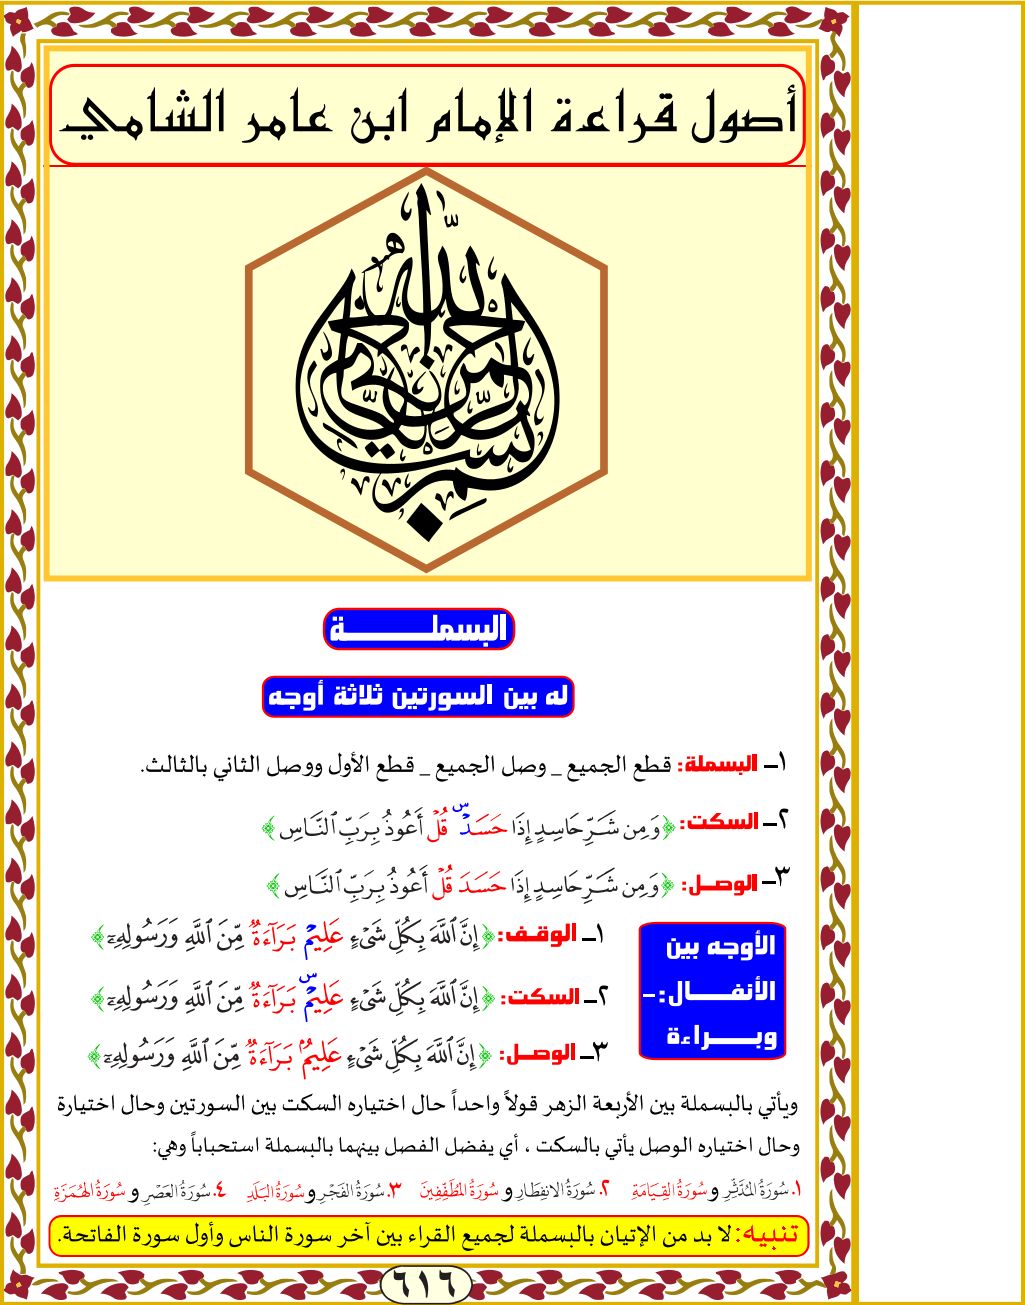 أصول قراءة الإمام ابن عامر الشامي
بسم الله الرحمن الرحيم
البسملة
له بين السورتين ثلاثة أوجه
١- البسملة: قطع الجميع _ وصل الجميع _ قطع الأول ووصل الثاني بالثالث.
٢- السكت: ﴿وَمِن شَرِّ حَاسِدٍ إِذَا حَسَدَ ۜ قُلْ أَعُوذُ بِرَبِّ ٱلنَّاسِ﴾
٣- الوصل: ﴿وَمِن شَرِّ حَاسِدٍ إِذَا حَسَدَ قُلْ أَعُوذُ بِرَبِّ ٱلنَّاسِ﴾
الأوجه بين
الأنفال: -
وبراءة
١- الوقف: ﴿إِنَّ ٱللَّهَ بِكُلِّ شَىْءٍ عَلِيمْ بَرَآءَةٌ مِّنَ ٱللَّهِ وَرَسُولِهِۦٓ﴾
٢- السكت: ﴿إِنَّ ٱللَّهَ بِكُلِّ شَىْءٍ عَلِيمْ ۜ بَرَآءَةٌ مِّنَ ٱللَّهِ وَرَسُولِهِۦٓ﴾
٣- الوصل: ﴿إِنَّ ٱللَّهَ بِكُلِّ شَىْءٍ عَلِيمُۢ بَرَآءَةٌ مِّنَ ٱللَّهِ وَرَسُولِهِۦٓ﴾
ويأتي بالبسملة بين الأربعة الزهر قولاً واحداً حال اختياره السكت بين السورتين وحال اختيارة
وحال اختياره الوصل يأتي بالسكت ، أي يفضل الفصل بينهما بالبسملة استحباباً وهي:
١. سُورَةُ المُدَّثِّرِ و سُورَةُ القِيَامَةِ ٢. سُورَةُ الانفِطَارِ و سُورَةُ المُطَفِّفِينَ ٣. سُورَةُ الفَجْرِ و سُورَةُ البَلَدِ ٤. سُورَةُ العَصْرِ و سُورَةُ الهُمَزَةِ
تنبيه: لا بد من الإتيان بالبسملة لجميع القراء بين آخر سورة الناس وأول سورة الفاتحة.
٦١٦